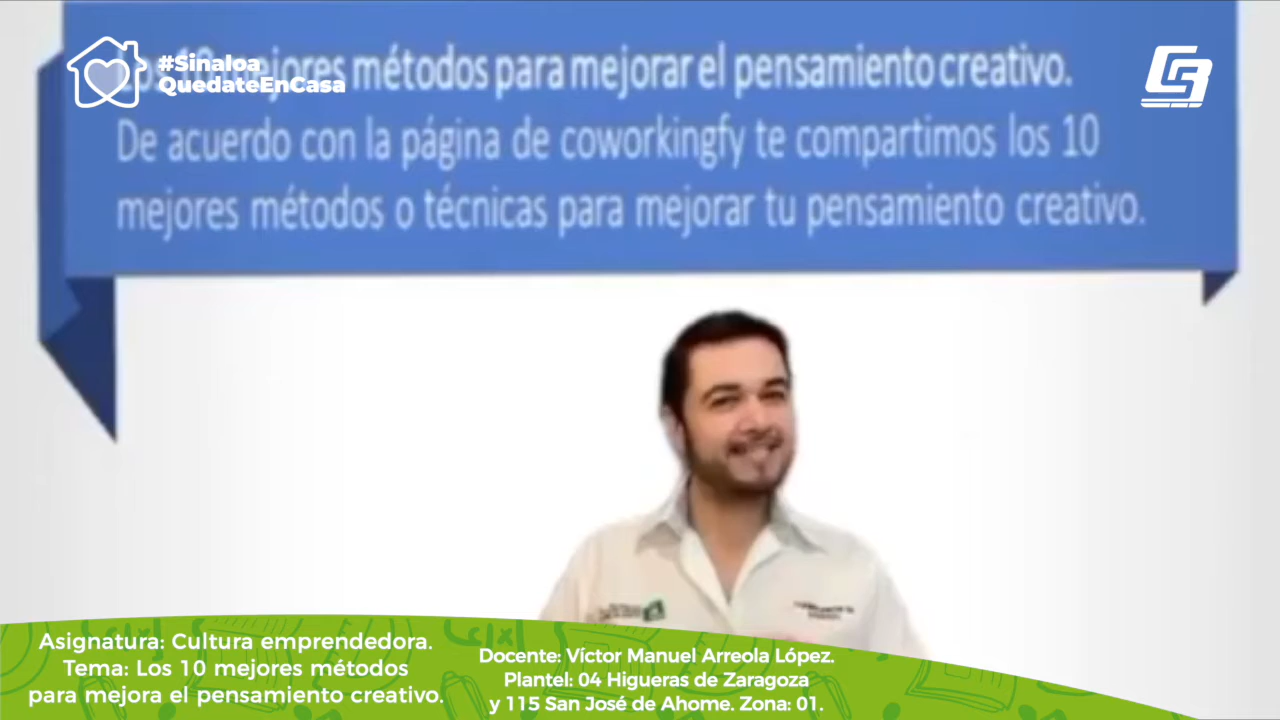 #Sinaloa
QuedateEnCasa
mejores métodos para mejorar el pensamiento creativo.
De acuerdo con la página de coworkingfy te compartimos los 10
mejores métodos o técnicas para mejorar tu pensamiento creativo.
Asignatura: Cultura emprendedora.
Tema: Los 10 mejores métodos
para mejora el pensamiento creativo.
Docente: Víctor Manuel Arreola López.
Plantel: 04 Higueras de Zaragoza
y 115 San José de Ahome. Zona: 01.